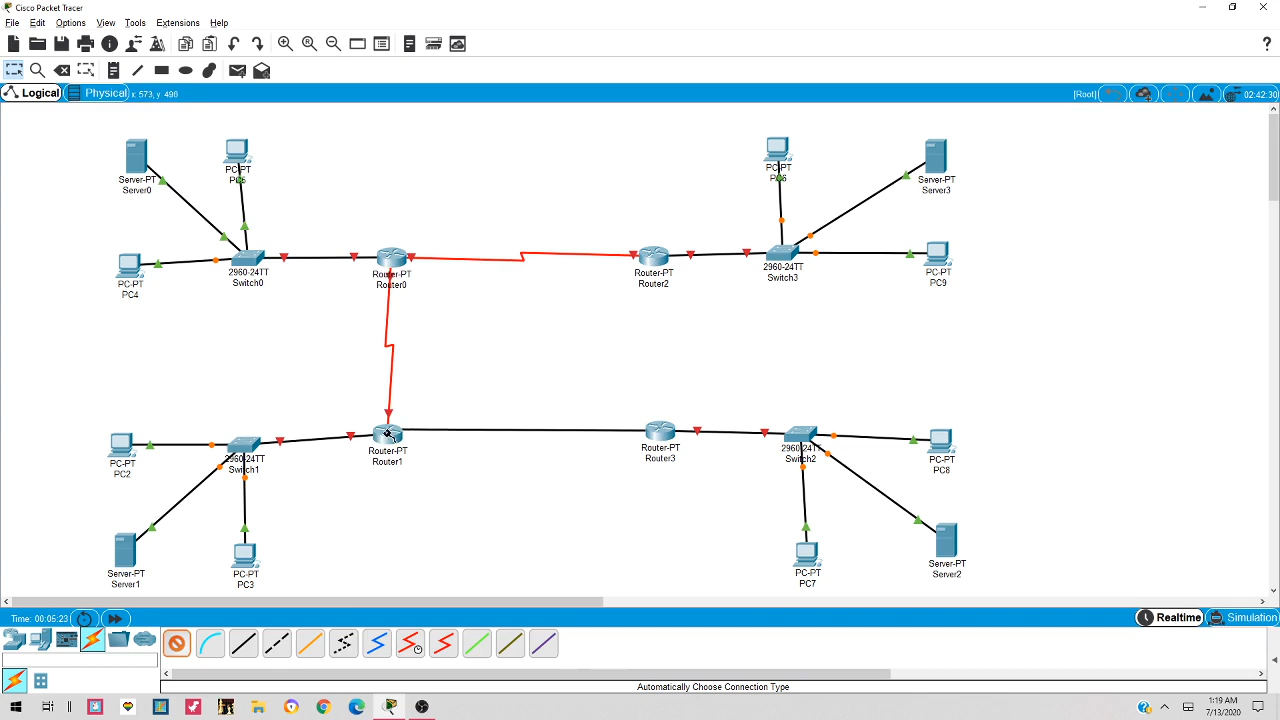 Cisco Packet Tracer
File Edit Options View Tools Extensions Help
Logical Physical x: 573, y: 490 [Root] 02:42:30
Server-PT
Server0
PC-PT
PC-PT
Server-PT
Server3
PC-PT
PC4
2960-24TT
Switch0
Router-PT
Router0
Router-PT
Router2
2960-24TT
Switch3
PC-PT
PC9
PC-PT
PC2
2960-24TT
Switch1
Router-PT
Router1
Router-PT
Router3
2960-24TT
Switch2
PC-PT
PC8
Server-PT
Server1
PC-PT
PC3
PC-PT
PC7
Server-PT
Server2
Time: 00:05:23 Realtime Simulation
Automatically Choose Connection Type
1:19 AM
7/13/2020